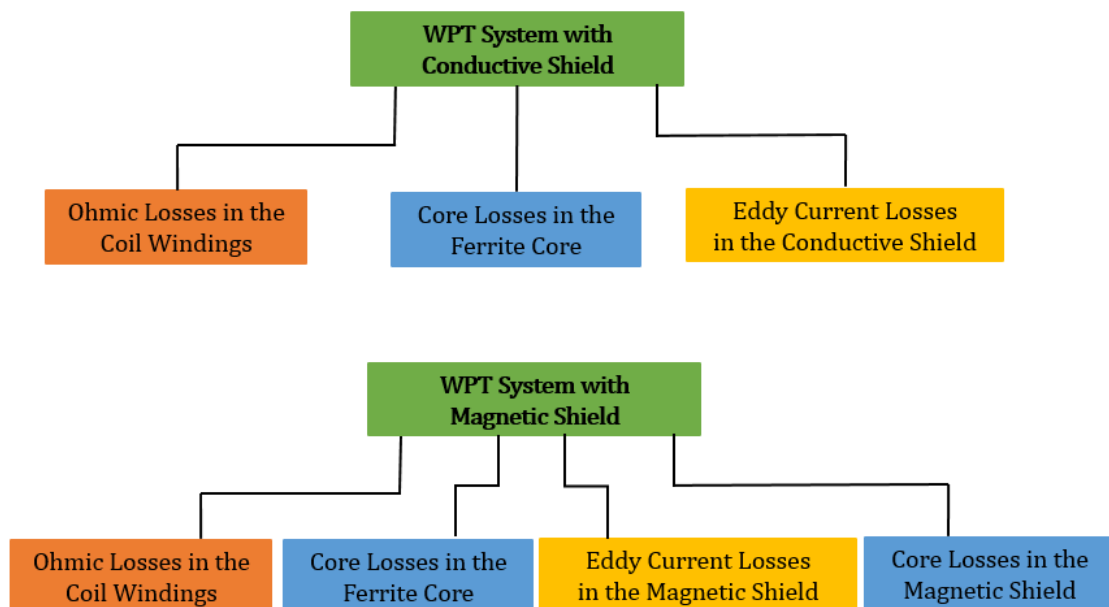 WPT System with
Conductive Shield
Ohmic Losses in the
Coil Windings
Core Losses in the
Ferrite Core
Eddy Current Losses
in the Conductive Shield
WPT System with
Magnetic Shield
Ohmic Losses in the
Coil Windings
Core Losses in the
Ferrite Core
Eddy Current Losses
in the Magnetic Shield
Core Losses in the
Magnetic Shield